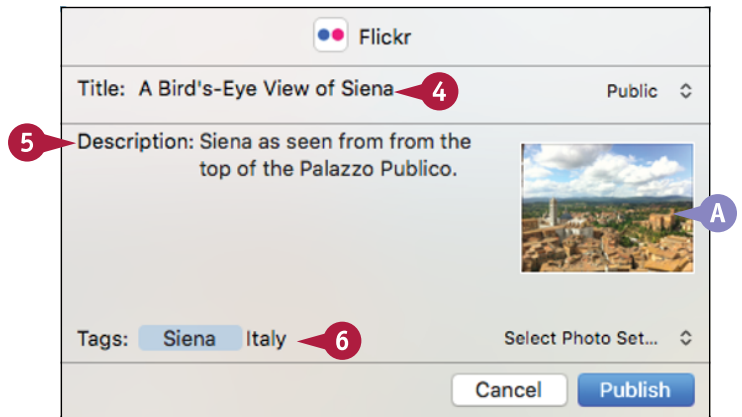 Flickr
Title: A Bird's-Eye View of Siena 4 Public
5 Description: Siena as seen from from the
top of the Palazzo Publico.
A
Tags: Siena Italy 6 Select Photo Set...
Cancel Publish